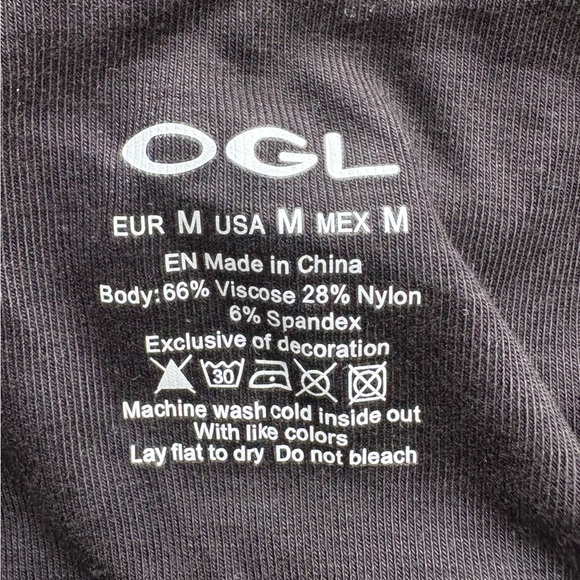 OGL
EUR M USA M MEX M
EN Made in China
Body: 66% Viscose 28% Nylon
6% Spandex
Exclusive of decoration
30
Machine wash cold inside out
With like colors
Lay flat to dry Do not bleach